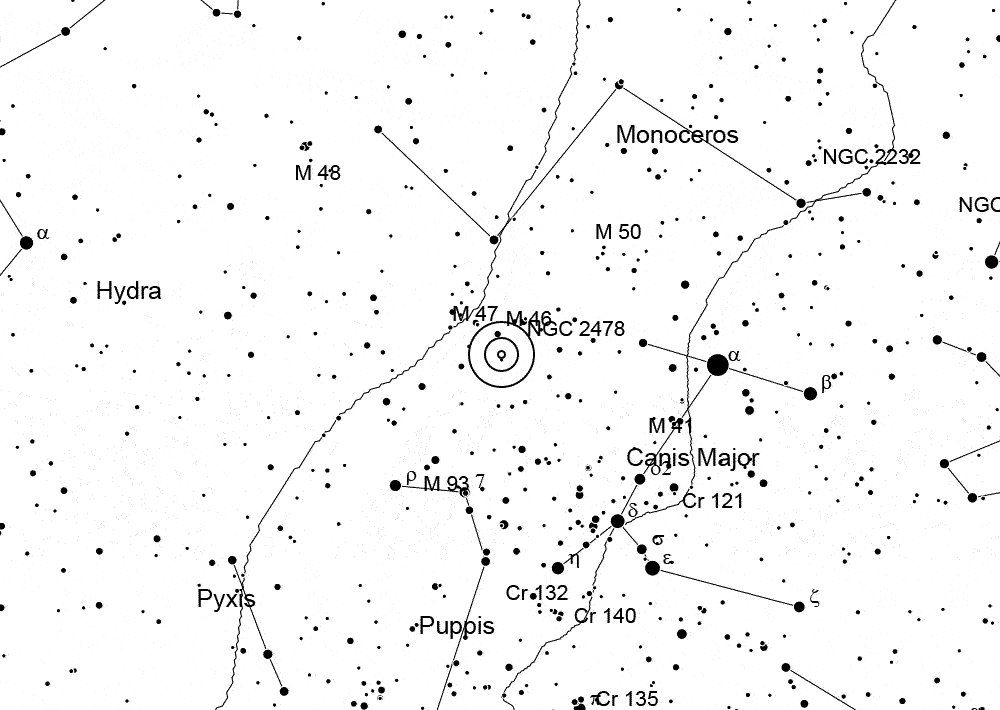 Monoceros
NGC 2232
M 48
NGC
α
M 50
Hydra
M 47
M 46
NGC 2478
α
β
M 41
Canis Major
ο2
ρ
M 93
7
Cr 121
δ
σ
η
ε
Cr 132
ζ
Pyxis
Cr 140
Puppis
π
Cr 135